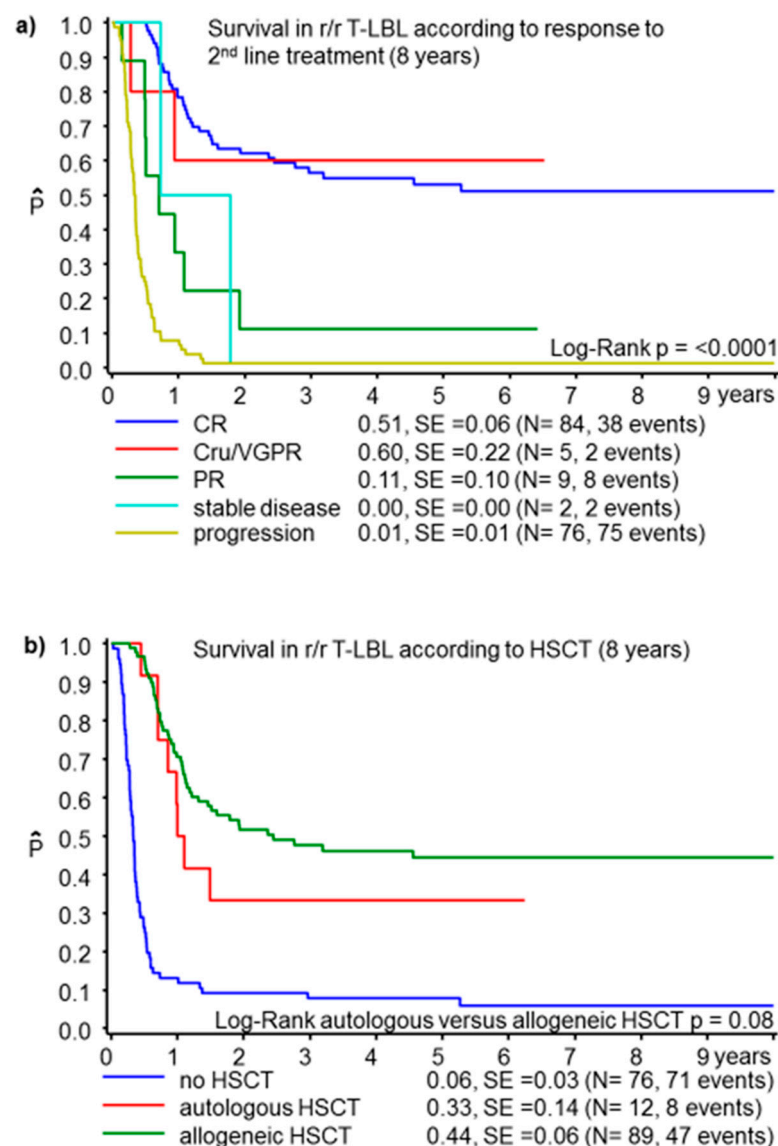 a)
Survival in r/r T-LBL according to response to
2nd line treatment (8 years)
1.0
0.9
0.8
0.7
0.6
0.5
0.4
0.3
0.2
0.1
0.0
P̂
Log-Rank p = <0.0001
0 1 2 3 4 5 6 7 8 9 years
CR 0.51, SE =0.06 (N= 84, 38 events)
Cru/VGPR 0.60, SE =0.22 (N= 5, 2 events)
PR 0.11, SE =0.10 (N= 9, 8 events)
stable disease 0.00, SE =0.00 (N= 2, 2 events)
progression 0.01, SE =0.01 (N= 76, 75 events)
b)
Survival in r/r T-LBL according to HSCT (8 years)
1.0
0.9
0.8
0.7
0.6
0.5
0.4
0.3
0.2
0.1
0.0
P̂
Log-Rank autologous versus allogeneic HSCT p = 0.08
0 1 2 3 4 5 6 7 8 9 years
no HSCT 0.06, SE =0.03 (N= 76, 71 events)
autologous HSCT 0.33, SE =0.14 (N= 12, 8 events)
allogeneic HSCT 0.44, SE =0.06 (N= 89, 47 events)